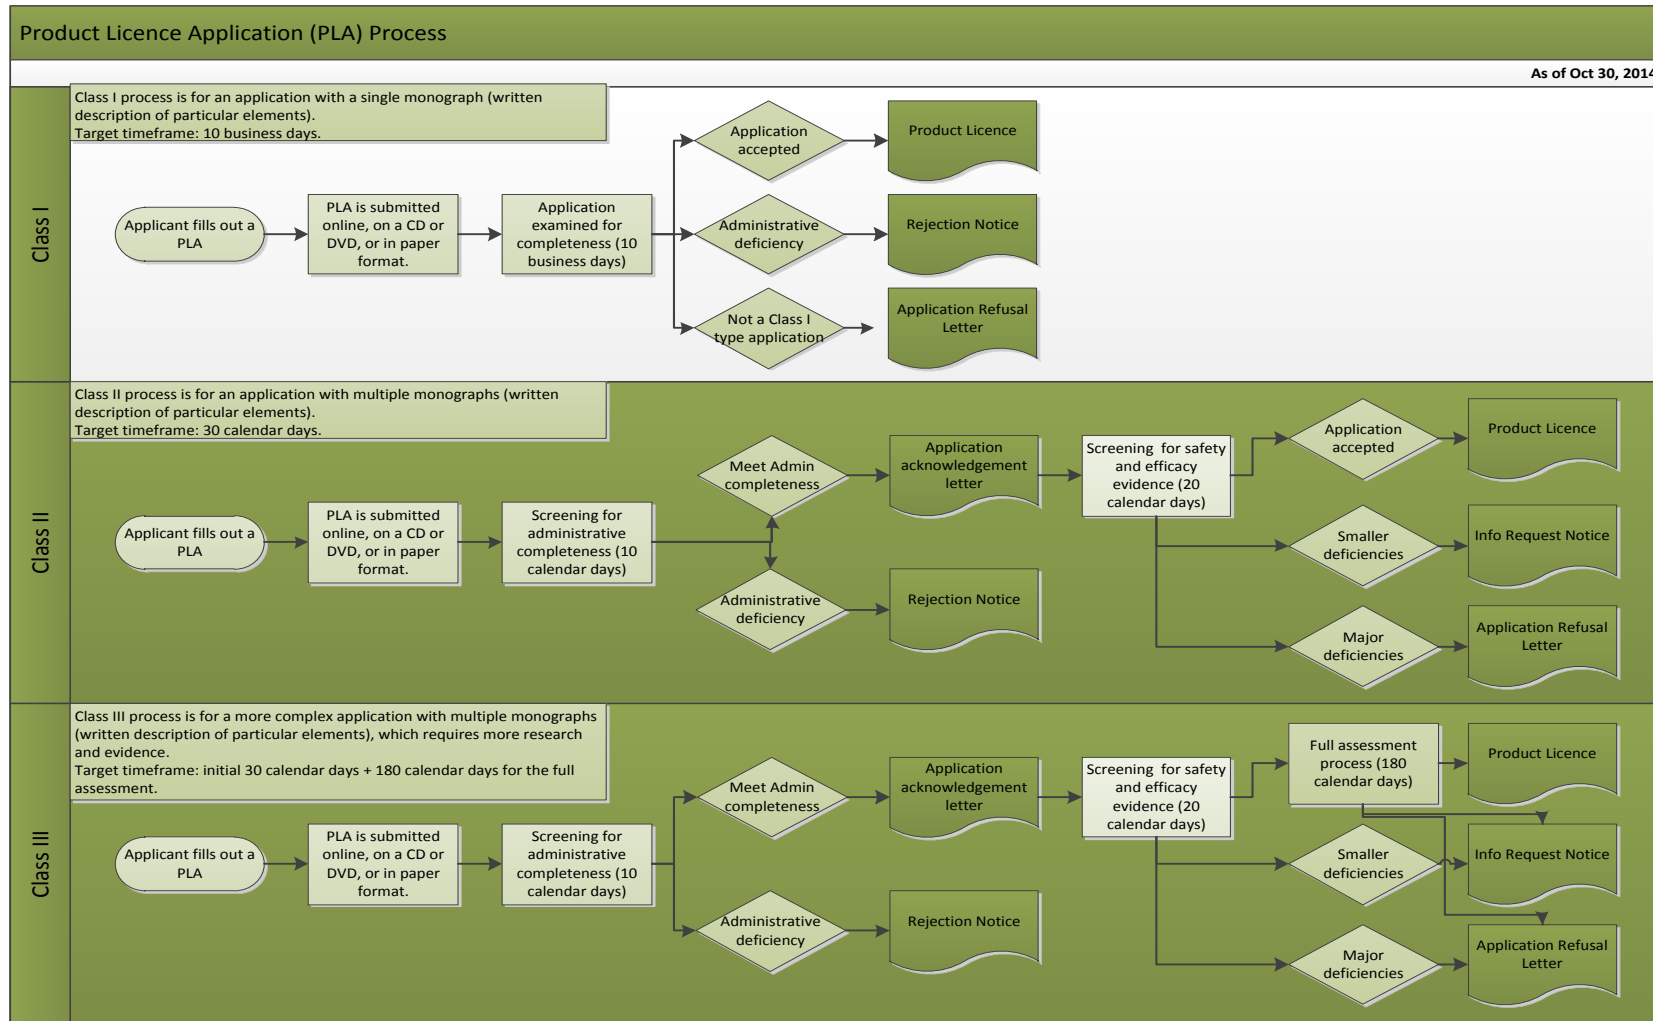 Product Licence Application (PLA) Process
As of Oct 30, 2014
Class I
Class I process is for an application with a single monograph (written
description of particular elements).
Target timeframe: 10 business days.
Applicant fills out a
PLA
PLA is submitted
online, on a CD or
DVD, or in paper
format.
Application
examined for
completeness (10
business days)
Application
accepted
Product Licence
Administrative
deficiency
Rejection Notice
Not a Class I
type application
Application Refusal
Letter
Class II
Class II process is for an application with multiple monographs (written
description of particular elements).
Target timeframe: 30 calendar days.
Applicant fills out a
PLA
PLA is submitted
online, on a CD or
DVD, or in paper
format.
Screening for
administrative
completeness (10
calendar days)
Meet Admin
completeness
Application
acknowledgement
letter
Administrative
deficiency
Rejection Notice
Screening for safety
and efficacy
evidence (20
calendar days)
Application
accepted
Product Licence
Smaller
deficiencies
Info Request Notice
Major
deficiencies
Application Refusal
Letter
Class III
Class III process is for a more complex application with multiple monographs
(written description of particular elements), which requires more research
and evidence.
Target timeframe: initial 30 calendar days + 180 calendar days for the full
assessment.
Applicant fills out a
PLA
PLA is submitted
online, on a CD or
DVD, or in paper
format.
Screening for
administrative
completeness (10
calendar days)
Meet Admin
completeness
Application
acknowledgement
letter
Administrative
deficiency
Rejection Notice
Screening for safety
and efficacy
evidence (20
calendar days)
Full assessment
process (180
calendar days)
Product Licence
Smaller
deficiencies
Info Request Notice
Major
deficiencies
Application Refusal
Letter